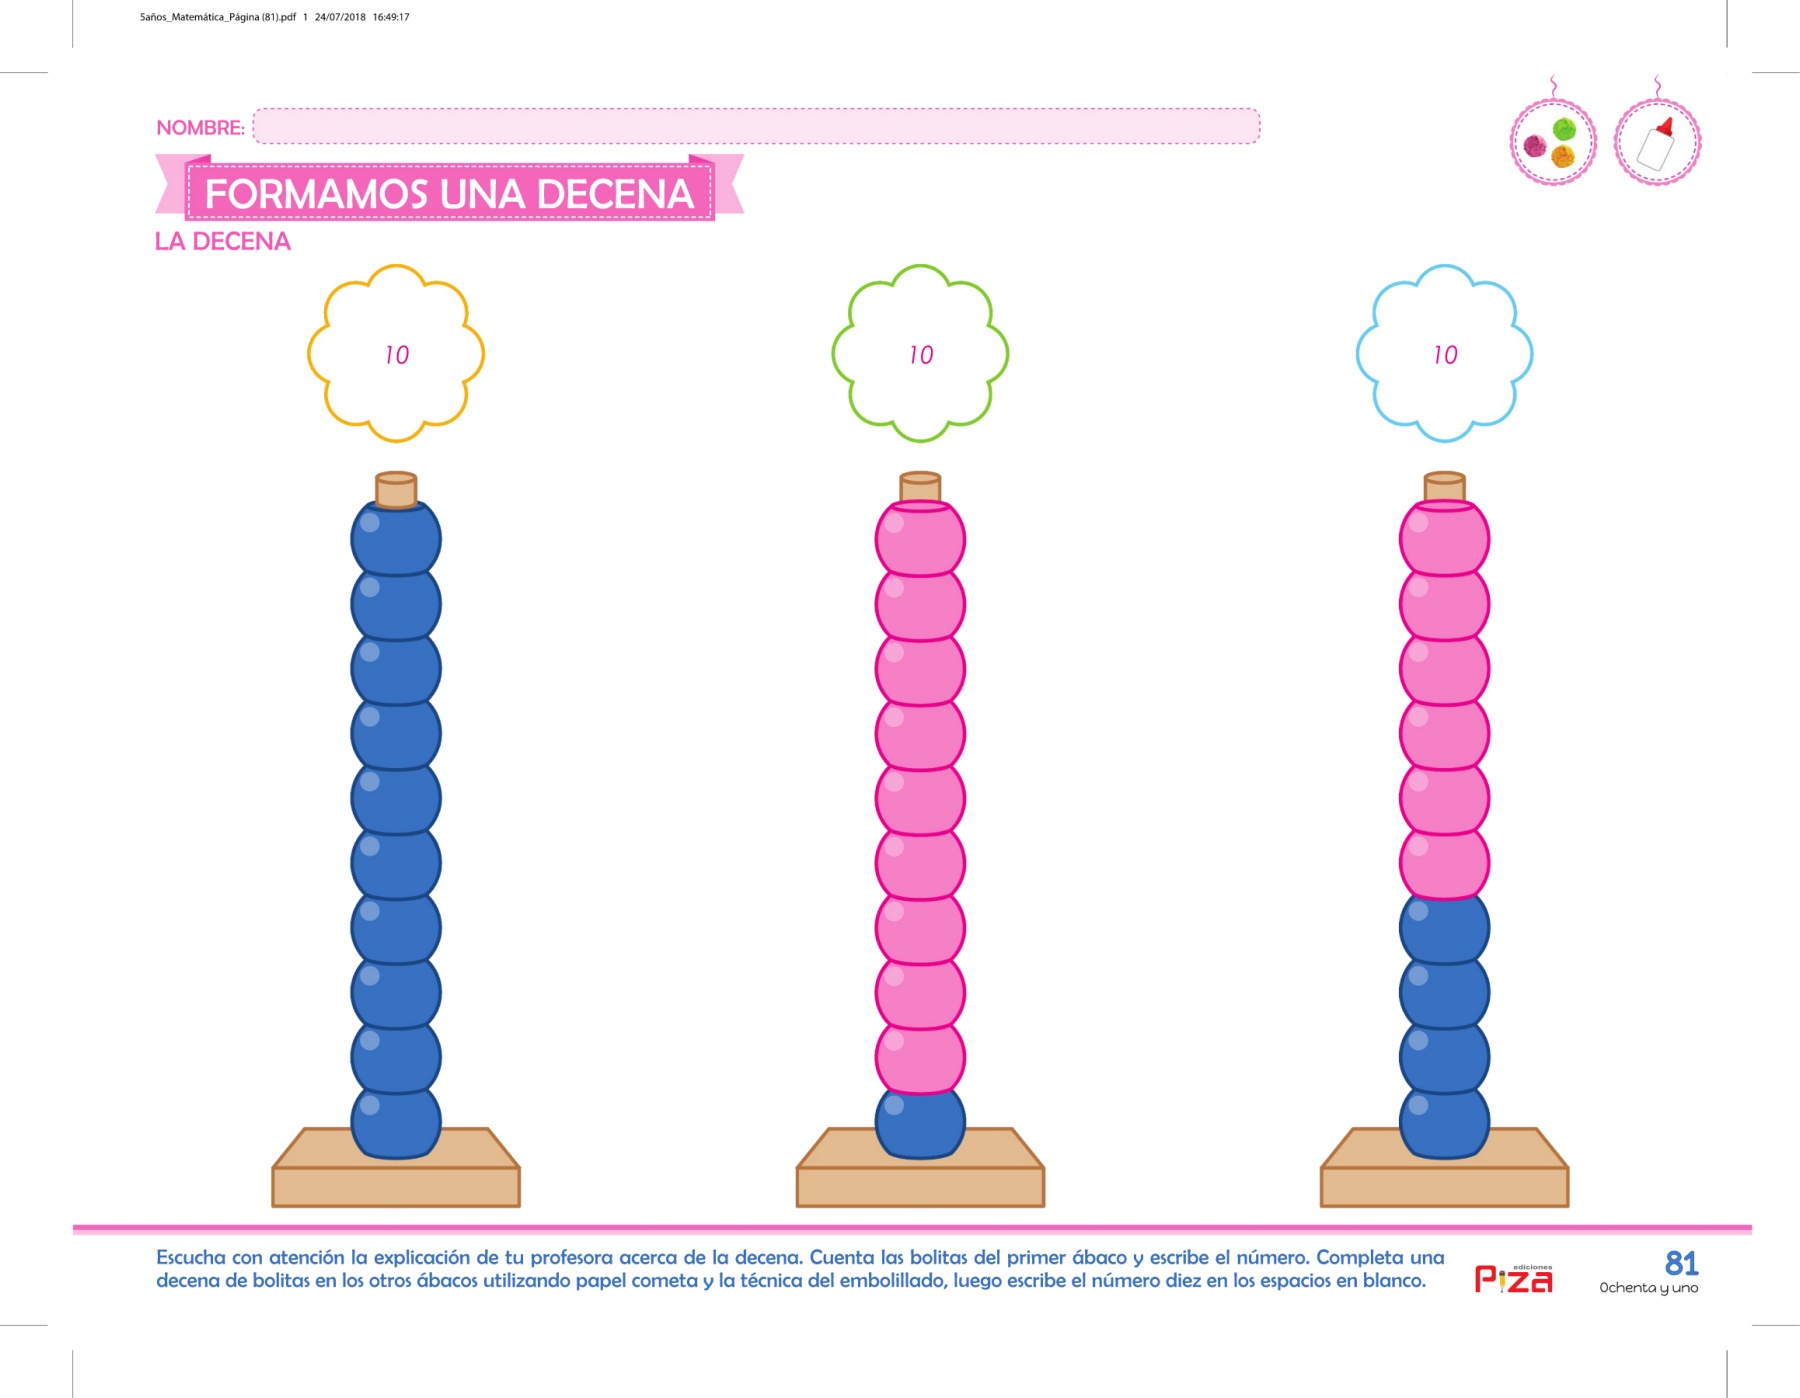 5años_Matemática_Página (81).pdf 1 24/07/2018 16:49:17
NOMBRE:
FORMAMOS UNA DECENA
LA DECENA
10
10
10
Escucha con atención la explicación de tu profesora acerca de la decena. Cuenta las bolitas del primer ábaco y escribe el número. Completa una
decena de bolitas en los otros ábacos utilizando papel cometa y la técnica del embolillado, luego escribe el número diez en los espacios en blanco.
ediciones
Piza
81
Ochenta y uno